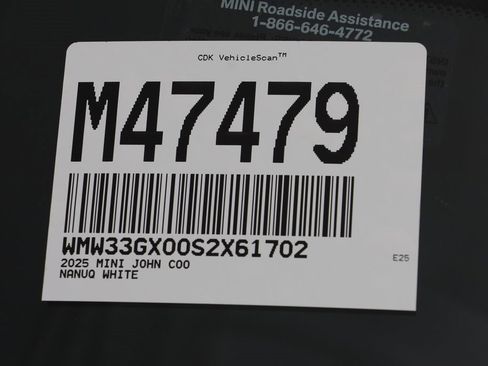 MINI Roadside Assistance
1-866-646-4772
CDK VehicleScan™
M47479
WMW33GX00S2X61702
2025 MINI JOHN COO
NANUQ WHITE
E25